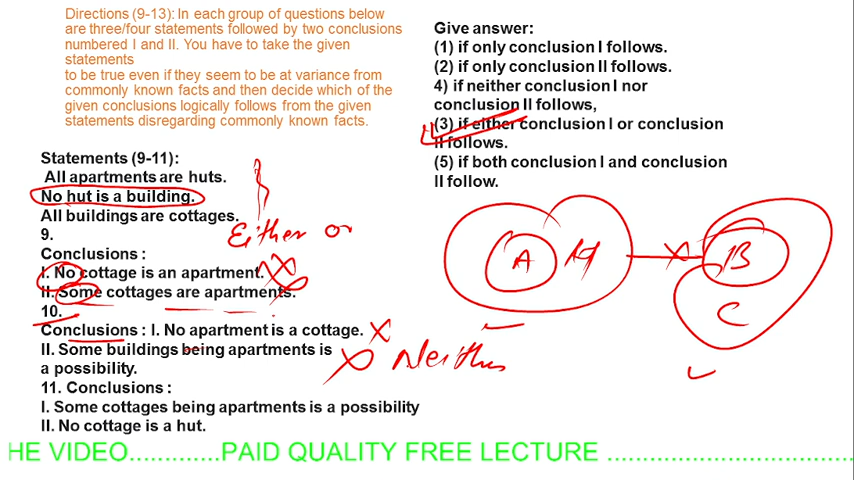 Directions (9-13): In each group of questions below
are three/four statements followed by two conclusions
numbered I and II. You have to take the given
statements
to be true even if they seem to be at variance from
commonly known facts and then decide which of the
given conclusions logically follows from the given
statements disregarding commonly known facts.
Give answer:
(1) if only conclusion I follows.
(2) if only conclusion II follows.
4) if neither conclusion I nor
conclusion II follows,
(3) if either conclusion I or conclusion
II follows.
(5) if both conclusion I and conclusion
II follow.
Statements (9-11):
All apartments are huts.
No hut is a building.
All buildings are cottages.
Either or
9.
Conclusions :
I. No cottage is an apartment.
II. Some cottages are apartments.
10.
Conclusions : I. No apartment is a cottage.
II. Some buildings being apartments is
a possibility.
11. Conclusions :
I. Some cottages being apartments is a possibility
II. No cottage is a hut.
A H B
C
HE VIDEO.............PAID QUALITY FREE LECTURE ...................................